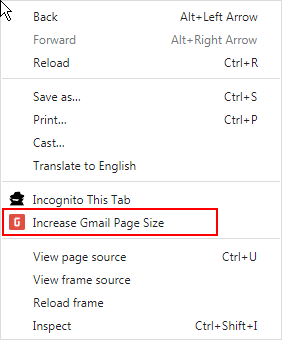 Back Alt+Left Arrow
Forward Alt+Right Arrow
Reload Ctrl+R
Save as... Ctrl+S
Print... Ctrl+P
Cast...
Translate to English
Incognito This Tab
G Increase Gmail Page Size
View page source Ctrl+U
View frame source
Reload frame
Inspect Ctrl+Shift+I